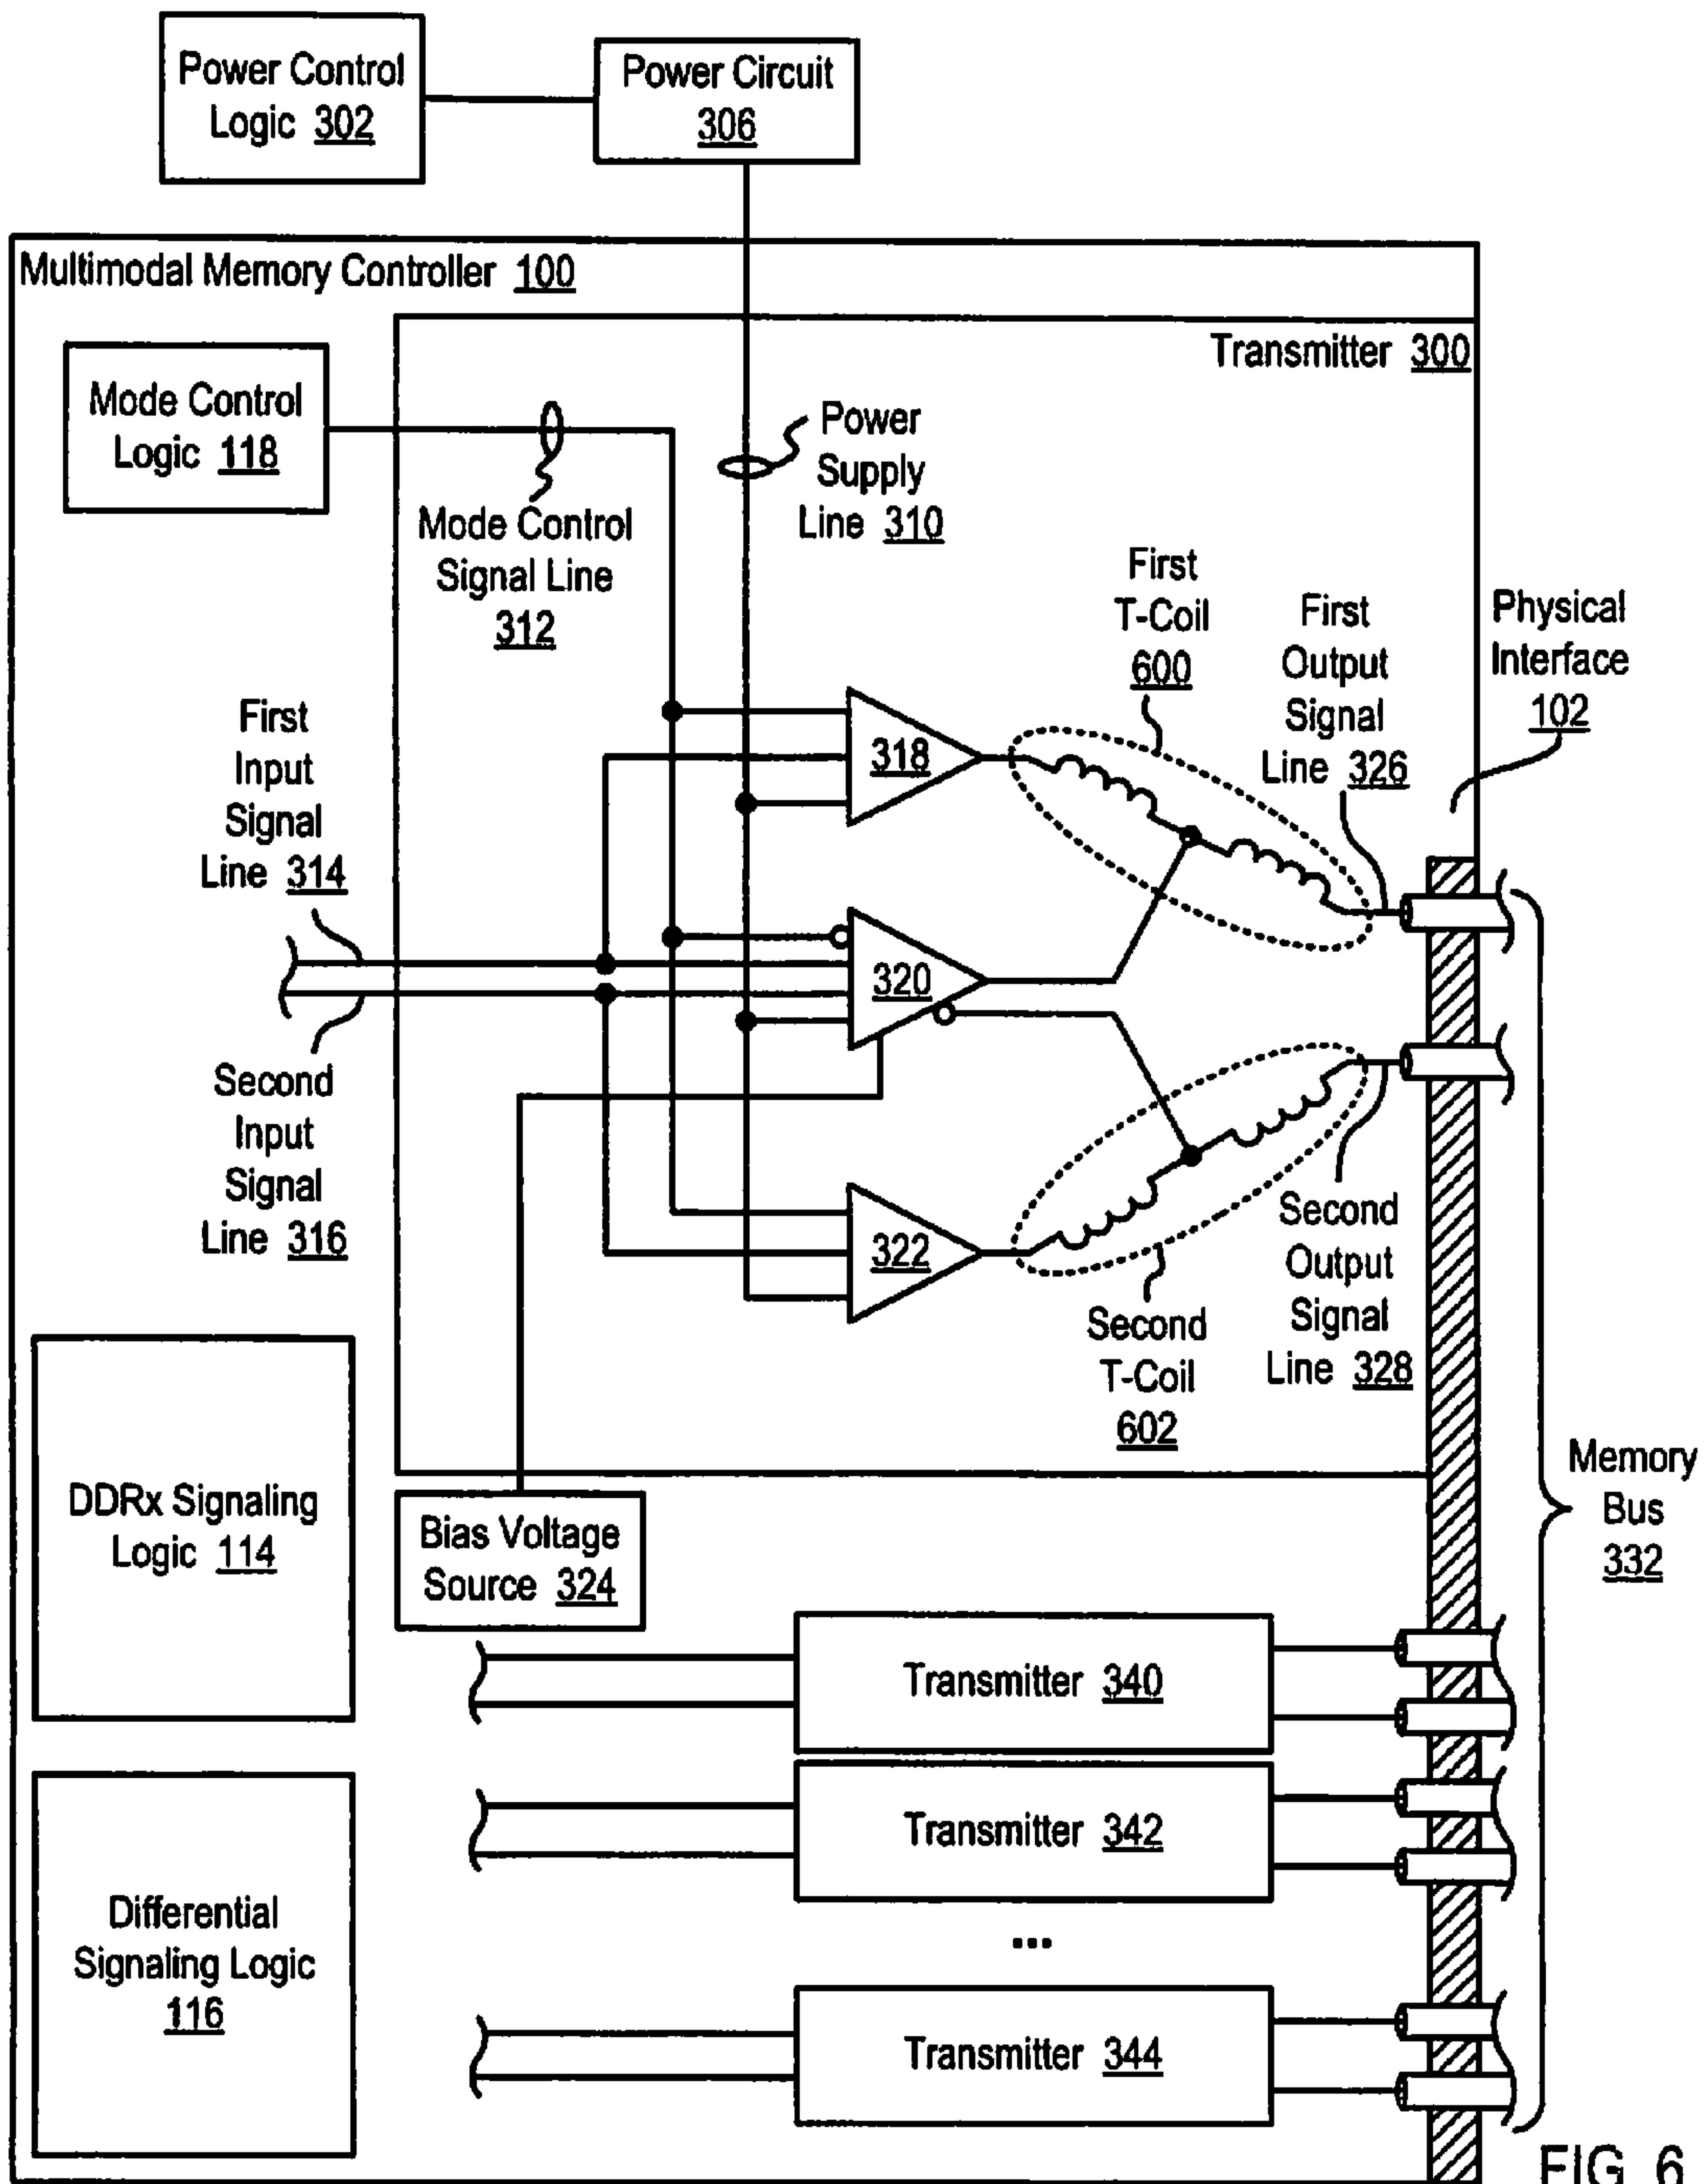 Power Control
Logic 302
Power Circuit
306
Multimodal Memory Controller 100
Transmitter 300
Mode Control
Logic 118
Mode Control
Signal Line
312
Power
Supply
Line 310
First
T-Coil
600
First
Output
Signal
Line 326
Physical
Interface
102
First
Input
Signal
Line 314
318
320
322
Second
Input
Signal
Line 316
Second
T-Coil
602
Second
Output
Signal
Line 328
DDRx Signaling
Logic 114
Bias Voltage
Source 324
Memory
Bus
332
Transmitter 340
Transmitter 342
...
Transmitter 344
Differential
Signaling Logic
116
FIG. 6